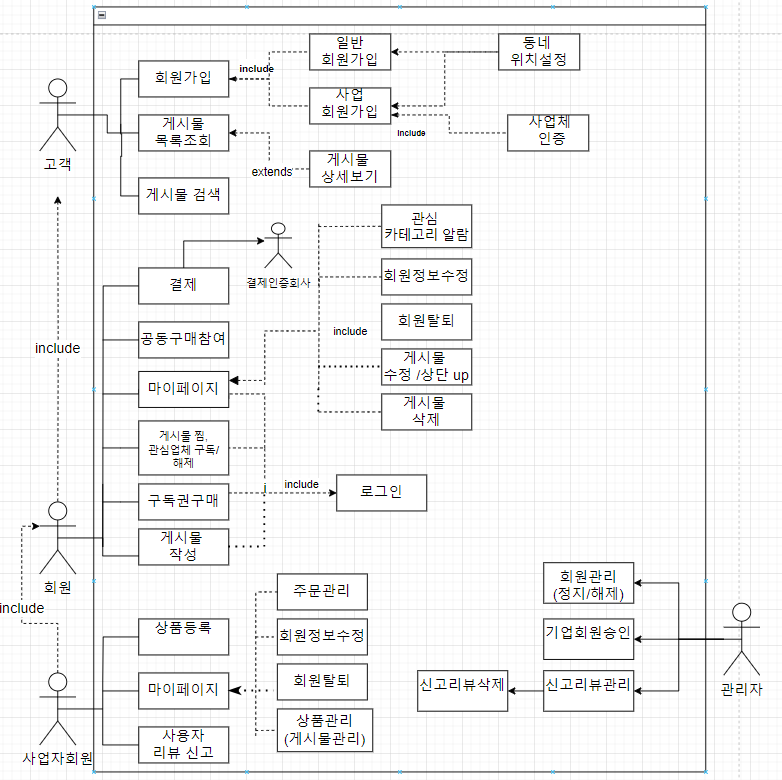 일반
회원가입
동네
위치설정
include
회원가입
사업
회원가입
게시물
목록조회
include
사업체
인증
고객
extends
게시물
상세보기
게시물 검색
관심
카테고리 알람
결제
결제인증회사
회원정보수정
include
공동구매참여
include
회원탈퇴
마이페이지
게시물
수정 /상단 up
게시물
삭제
게시물 찜,
관심업체 구독/
해제
구독권구매
include
로그인
게시물
작성
회원
include
주문관리
회원관리
(정지/해제)
상품등록
회원정보수정
기업회원승인
마이페이지
회원탈퇴
신고리뷰삭제
신고리뷰관리
관리자
사용자
리뷰 신고
상품관리
(게시물관리)
사업자회원